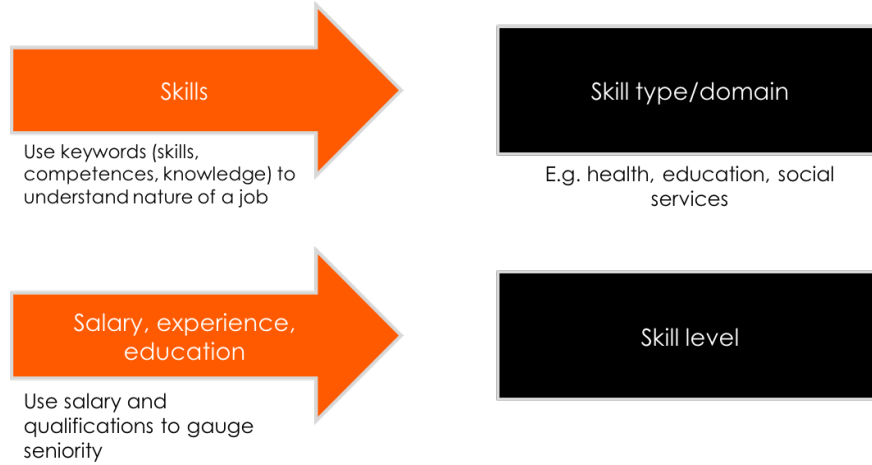 Skills
Use keywords (skills,
competences, knowledge) to
understand nature of a job
Skill type/domain
E.g. health, education, social
services
Salary, experience,
education
Use salary and
qualifications to gauge
seniority
Skill level